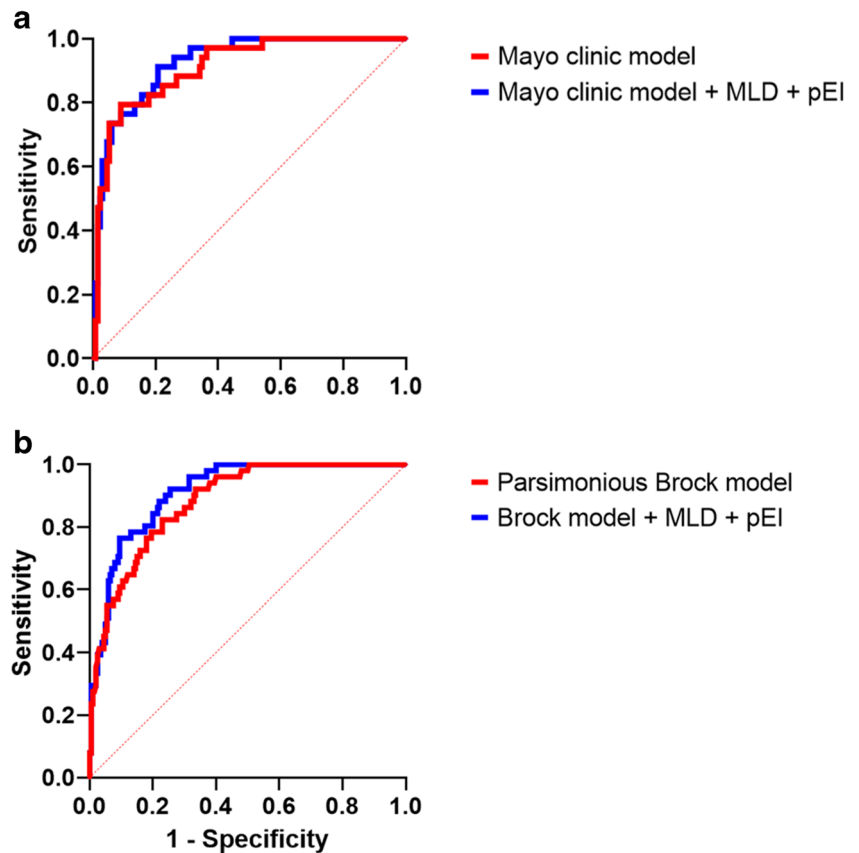 a
1.0
0.8
0.6
0.4
0.2
0.0
Sensitivity
0.0 0.2 0.4 0.6 0.8 1.0
Mayo clinic model
Mayo clinic model + MLD + pEI
b
1.0
0.8
0.6
0.4
0.2
0.0
Sensitivity
0.0 0.2 0.4 0.6 0.8 1.0
1 - Specificity
Parsimonious Brock model
Brock model + MLD + pEI